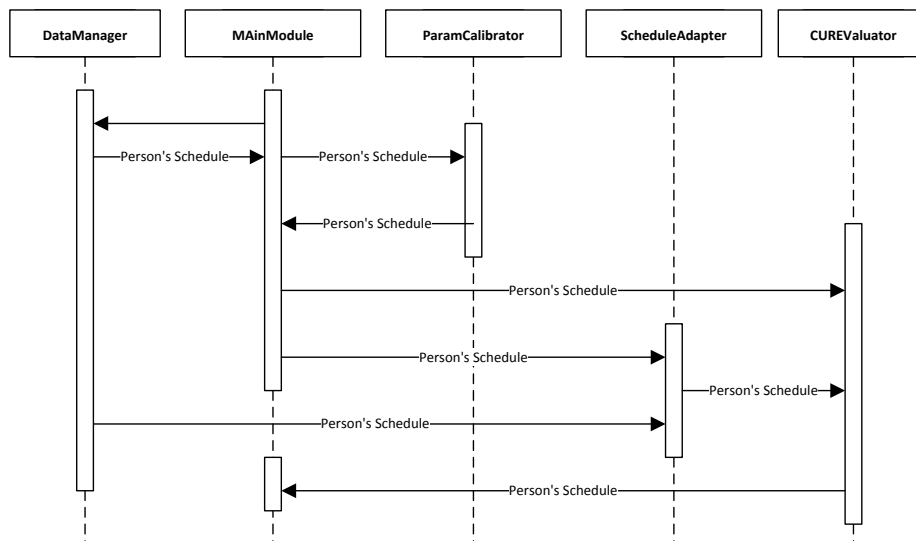 DataManager
MAinModule
ParamCalibrator
ScheduleAdapter
CUREValuator
Person's Schedule
Person's Schedule
Person's Schedule
Person's Schedule
Person's Schedule
Person's Schedule
Person's Schedule
Person's Schedule